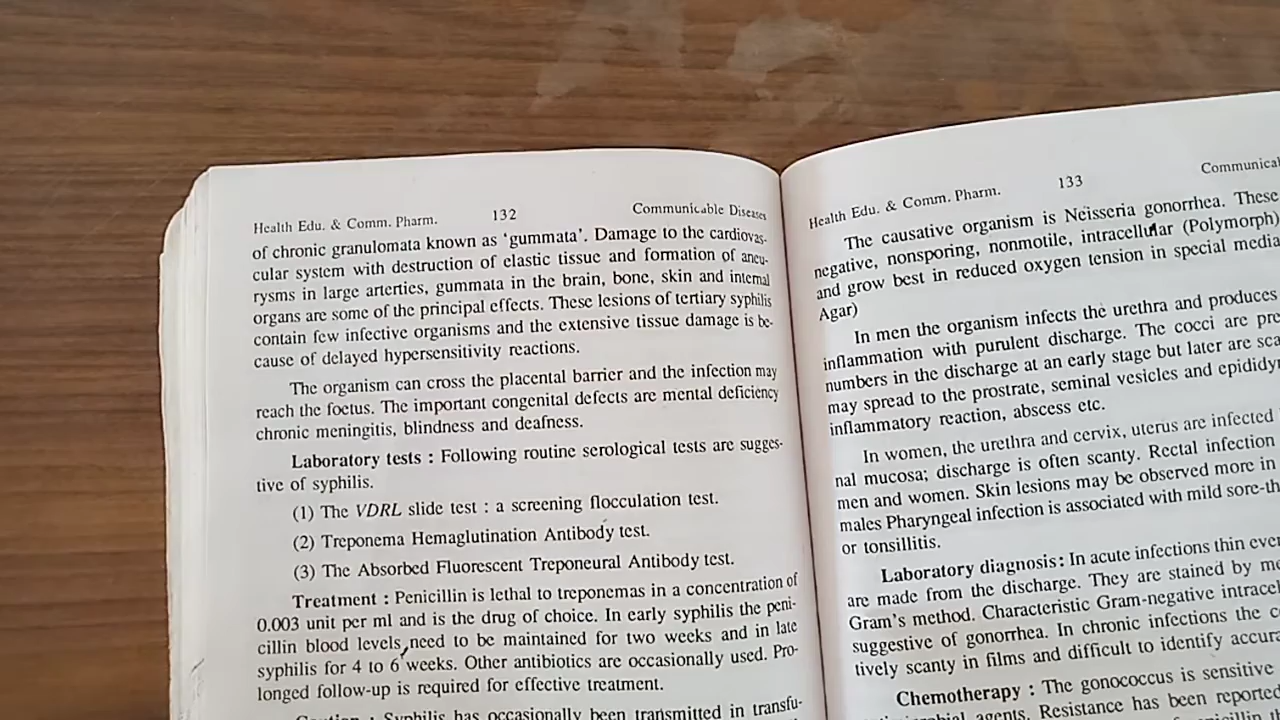 Health Edu. & Comm. Pharm. 132 Communicable Diseases
of chronic granulomata known as 'gummata'. Damage to the cardiovas-
cular system with destruction of elastic tissue and formation of aneu-
rysms in large arterties, gummata in the brain, bone, skin and internal
organs are some of the principal effects. These lesions of tertiary syphilis
contain few infective organisms and the extensive tissue damage is be-
cause of delayed hypersensitivity reactions.
The organism can cross the placental barrier and the infection may
reach the foetus. The important congenital defects are mental deficiency
chronic meningitis, blindness and deafness.
Laboratory tests : Following routine serological tests are sugges-
tive of syphilis.
(1) The VDRL slide test : a screening flocculation test.
(2) Treponema Hemaglutination Antibody test.
(3) The Absorbed Fluorescent Treponeural Antibody test.
Treatment : Penicillin is lethal to treponemas in a concentration of
0.003 unit per ml and is the drug of choice. In early syphilis the peni-
cillin blood levels need to be maintained for two weeks and in late
syphilis for 4 to 6 weeks. Other antibiotics are occasionally used. Pro-
longed follow-up is required for effective treatment.
Caution : Syphilis has occasionally been transmitted in transfu-
Health Edu. & Comm. Pharm. 133
The causative organism is Neisseria gonorrhea. These
negative, nonsporing, nonmotile, intracellular (Polymorph)
and grow best in reduced oxygen tension in special media
Agar)
In men the organism infects the urethra and produces
inflammation with purulent discharge. The cocci are
numbers in the discharge at an early stage but later are
may spread to the prostrate, seminal vesicles and
inflammatory reaction, abscess etc.
In women, the urethra and cervix, uterus are infected
nal mucosa; discharge is often scanty. Rectal infection
men and women. Skin lesions may be observed more in
males Pharyngeal infection is associated with mild
or tonsillitis.
Laboratory diagnosis: In acute infections thin
are made from the discharge. They are stained by
Gram's method. Characteristic Gram-negative
suggestive of gonorrhea. In chronic infections the
tively scanty in films and difficult to identify
Chemotherapy : The gonococcus is sensitive
agents. Resistance has been reported